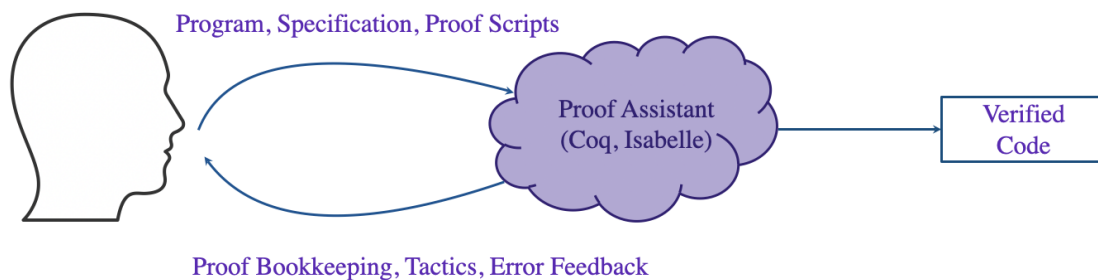 Program, Specification, Proof Scripts
Proof Assistant
(Coq, Isabelle)
Verified
Code
Proof Bookkeeping, Tactics, Error Feedback